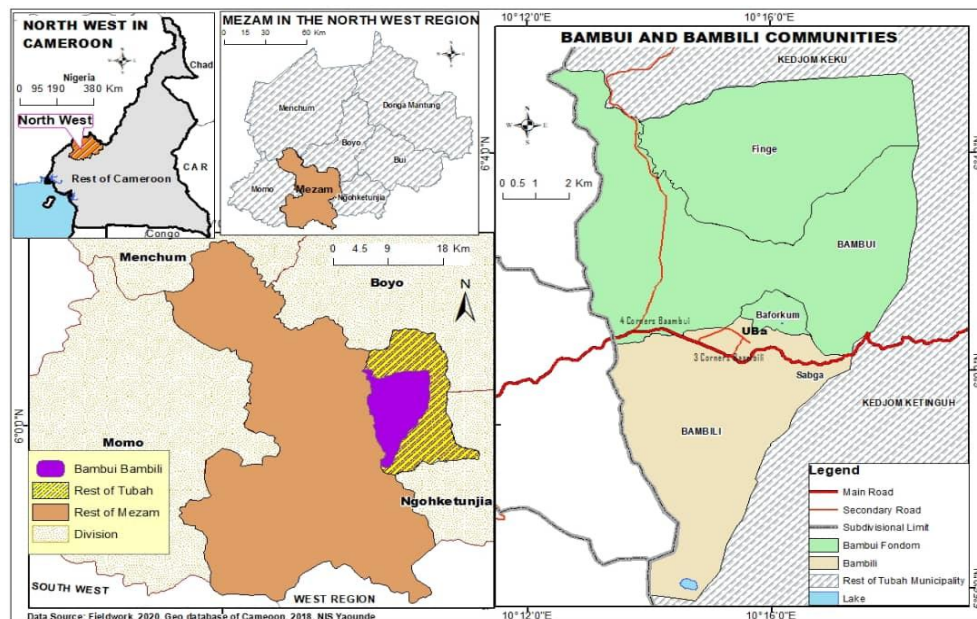 NORTH WEST IN
CAMEROON
Nigeria
Chad
0 95 190 380 Km
North West
CAR
Rest of Cameroon
Congo
MEZAM IN THE NORTH WEST REGION
0 30 60 Km
Menchum
Donga Mantung
Boyo
Bui
Momo
Mezam
Ngohketunjia
0 4.5 9 18 Km
Menchum
Boyo
N
6°0'0"N
Momo
Ngohketunjia
Bambui Bambili
Rest of Tubah
Rest of Mezam
Division
SOUTH WEST
WEST REGION
Data Source: Fieldwork, 2020, Geo database of Cameoon, 2018, NIS Yaounde
10°12'0"E
10°16'0"E
BAMBUI AND BAMBILI COMMUNITIES
KEDJOM KEKU
N
W E
S
Finge
6°4'0"N
0 0.5 1 2 Km
BAMBUI
Baforkum
4 Corners Baambui
UBa
3 Corners Baambili
Sabga
KEDJOM KETINGUH
BAMBILI
Legend
Main Road
Secondary Road
Subdivisional Limit
Bambui Fondom
Bambili
Rest of Tubah Municipality
Lake
10°12'0"E
10°16'0"E